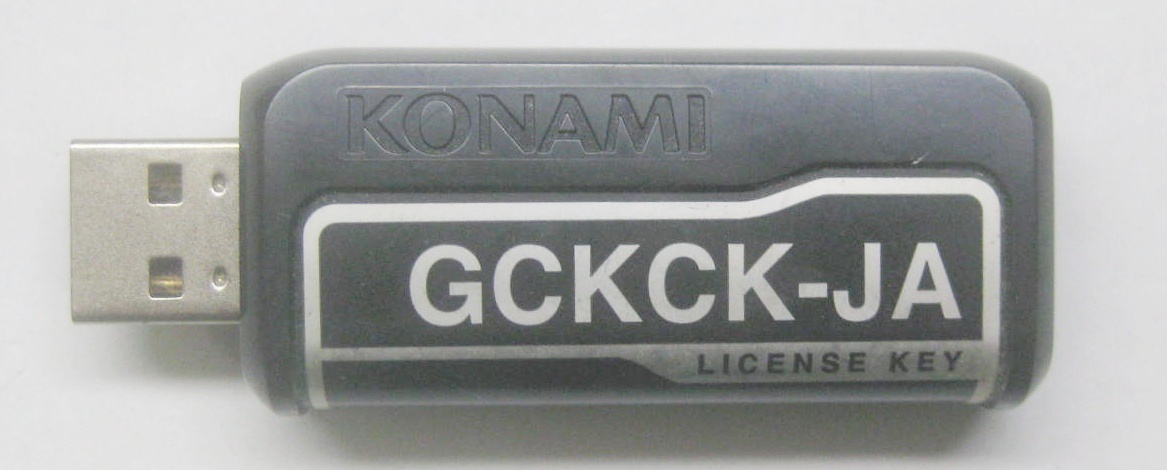 KONAMI
GCKCK-JA
LICENSE KEY